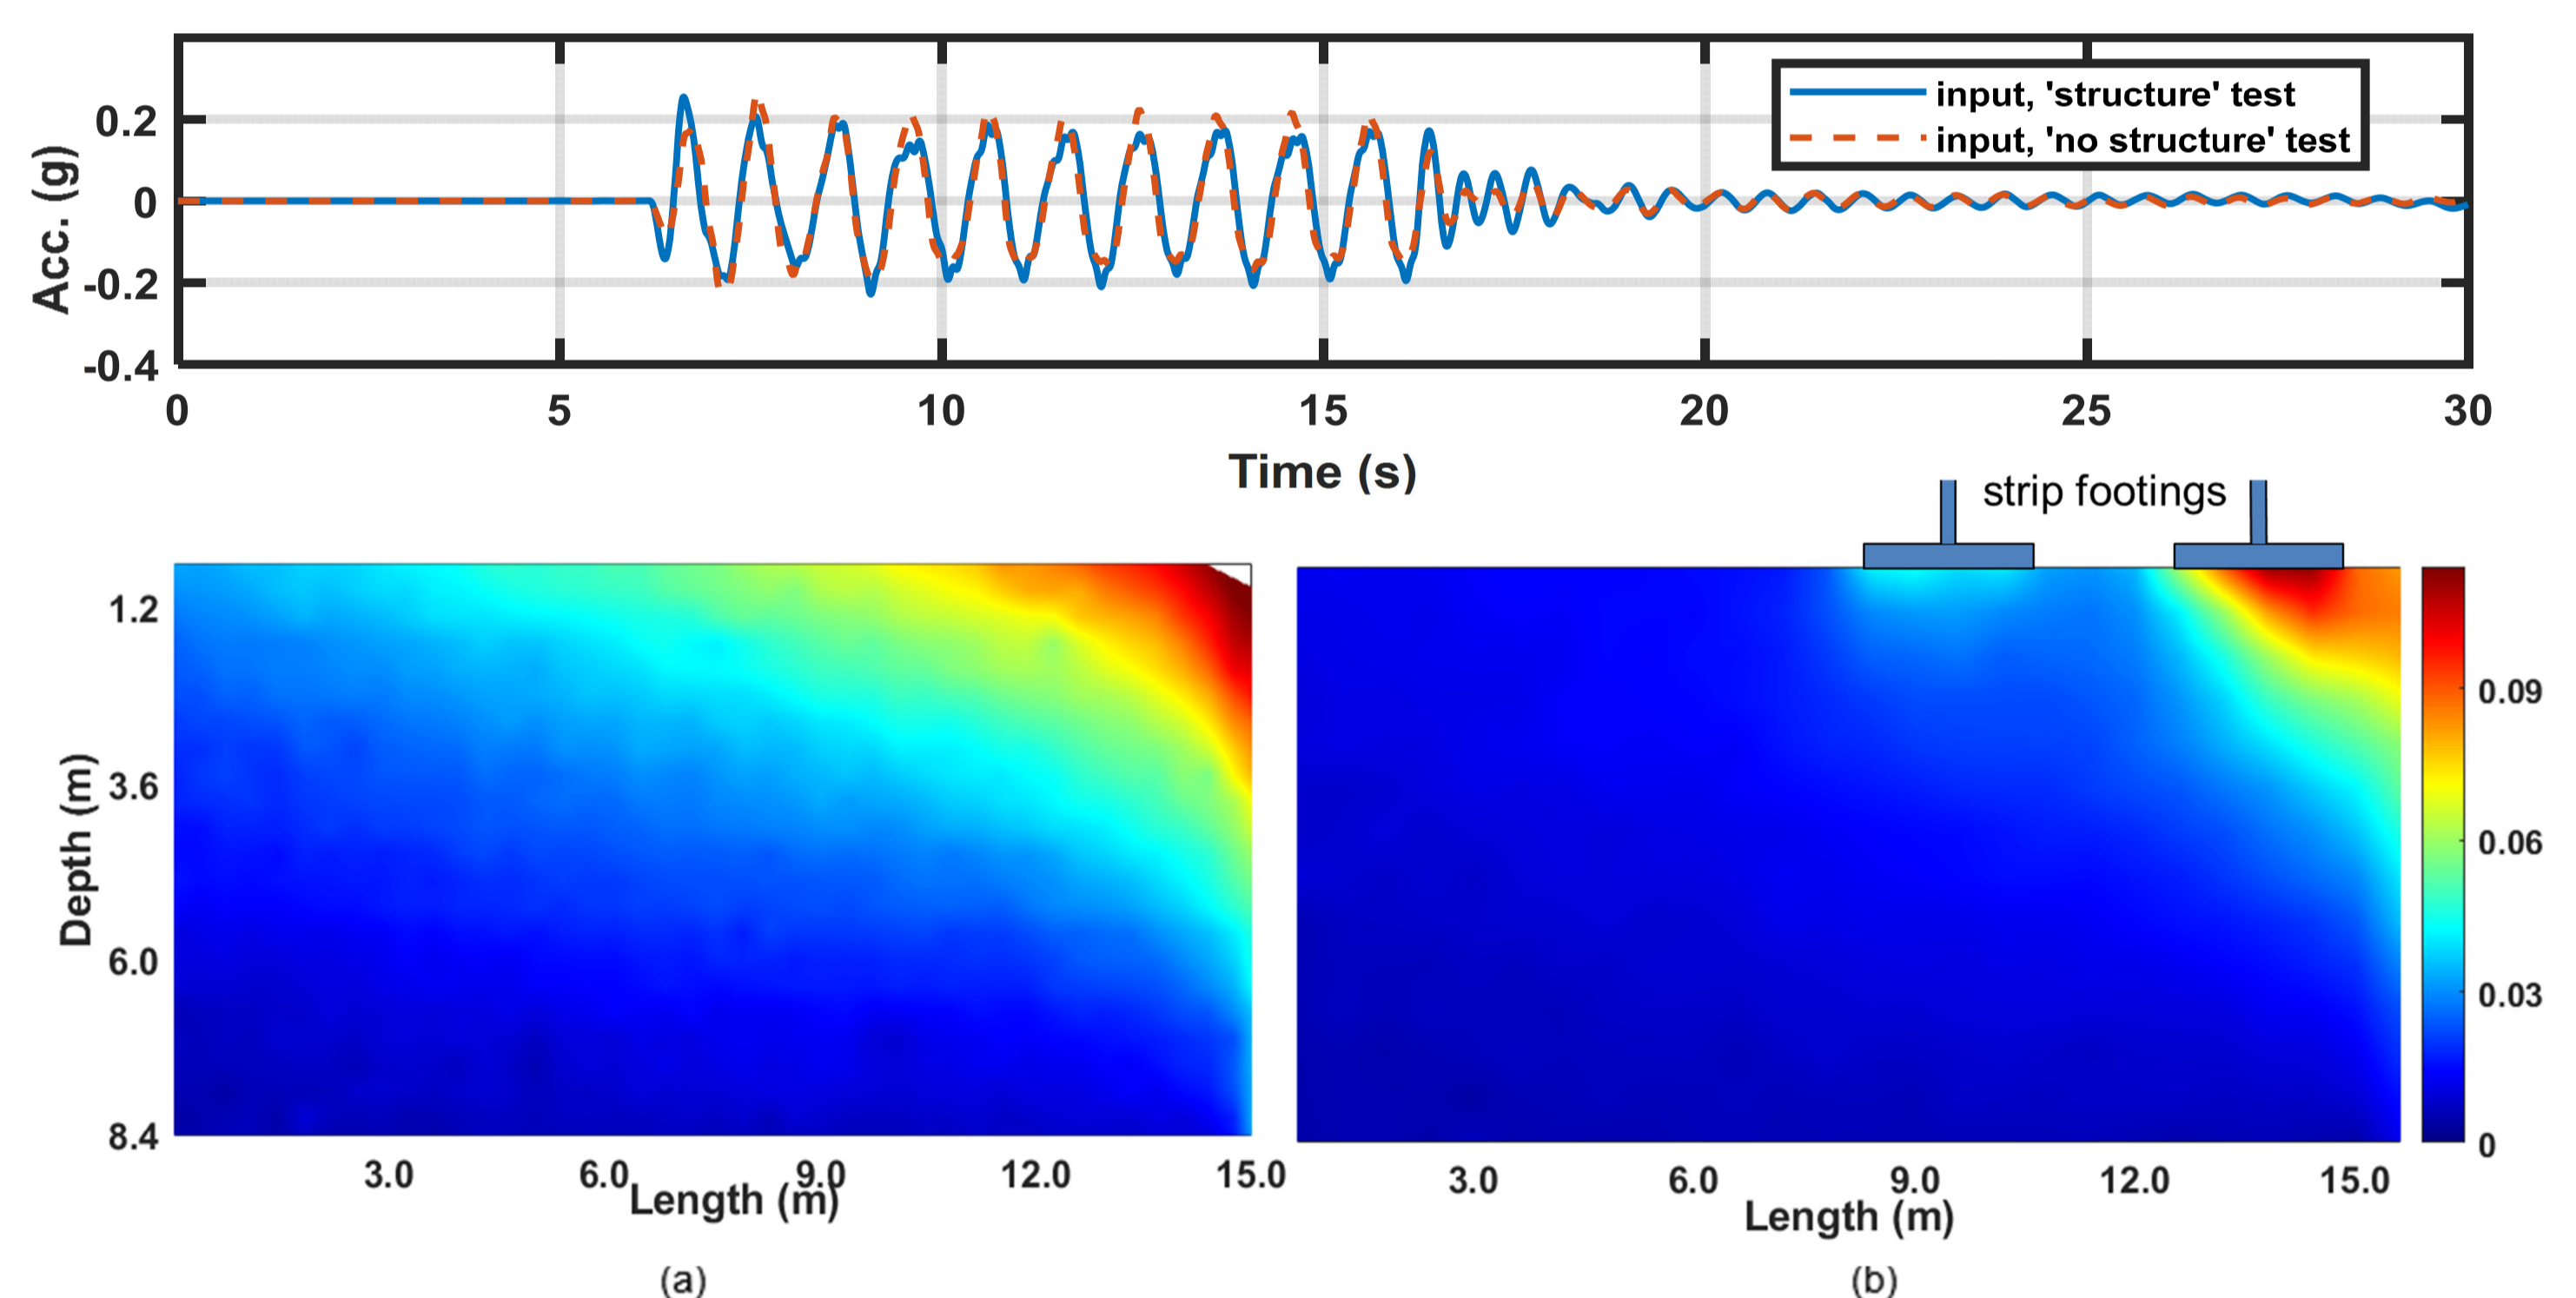 input, 'structure' test
input, 'no structure' test
Acc. (g)
0.2
0
-0.2
-0.4
0 5 10 15 20 25 30
Time (s)
strip footings
Depth (m)
1.2
3.6
6.0
8.4
3.0 6.0 9.0 12.0 15.0
Length (m)
(a)
0.09
0.06
0.03
0
3.0 6.0 9.0 12.0 15.0
Length (m)
(b)